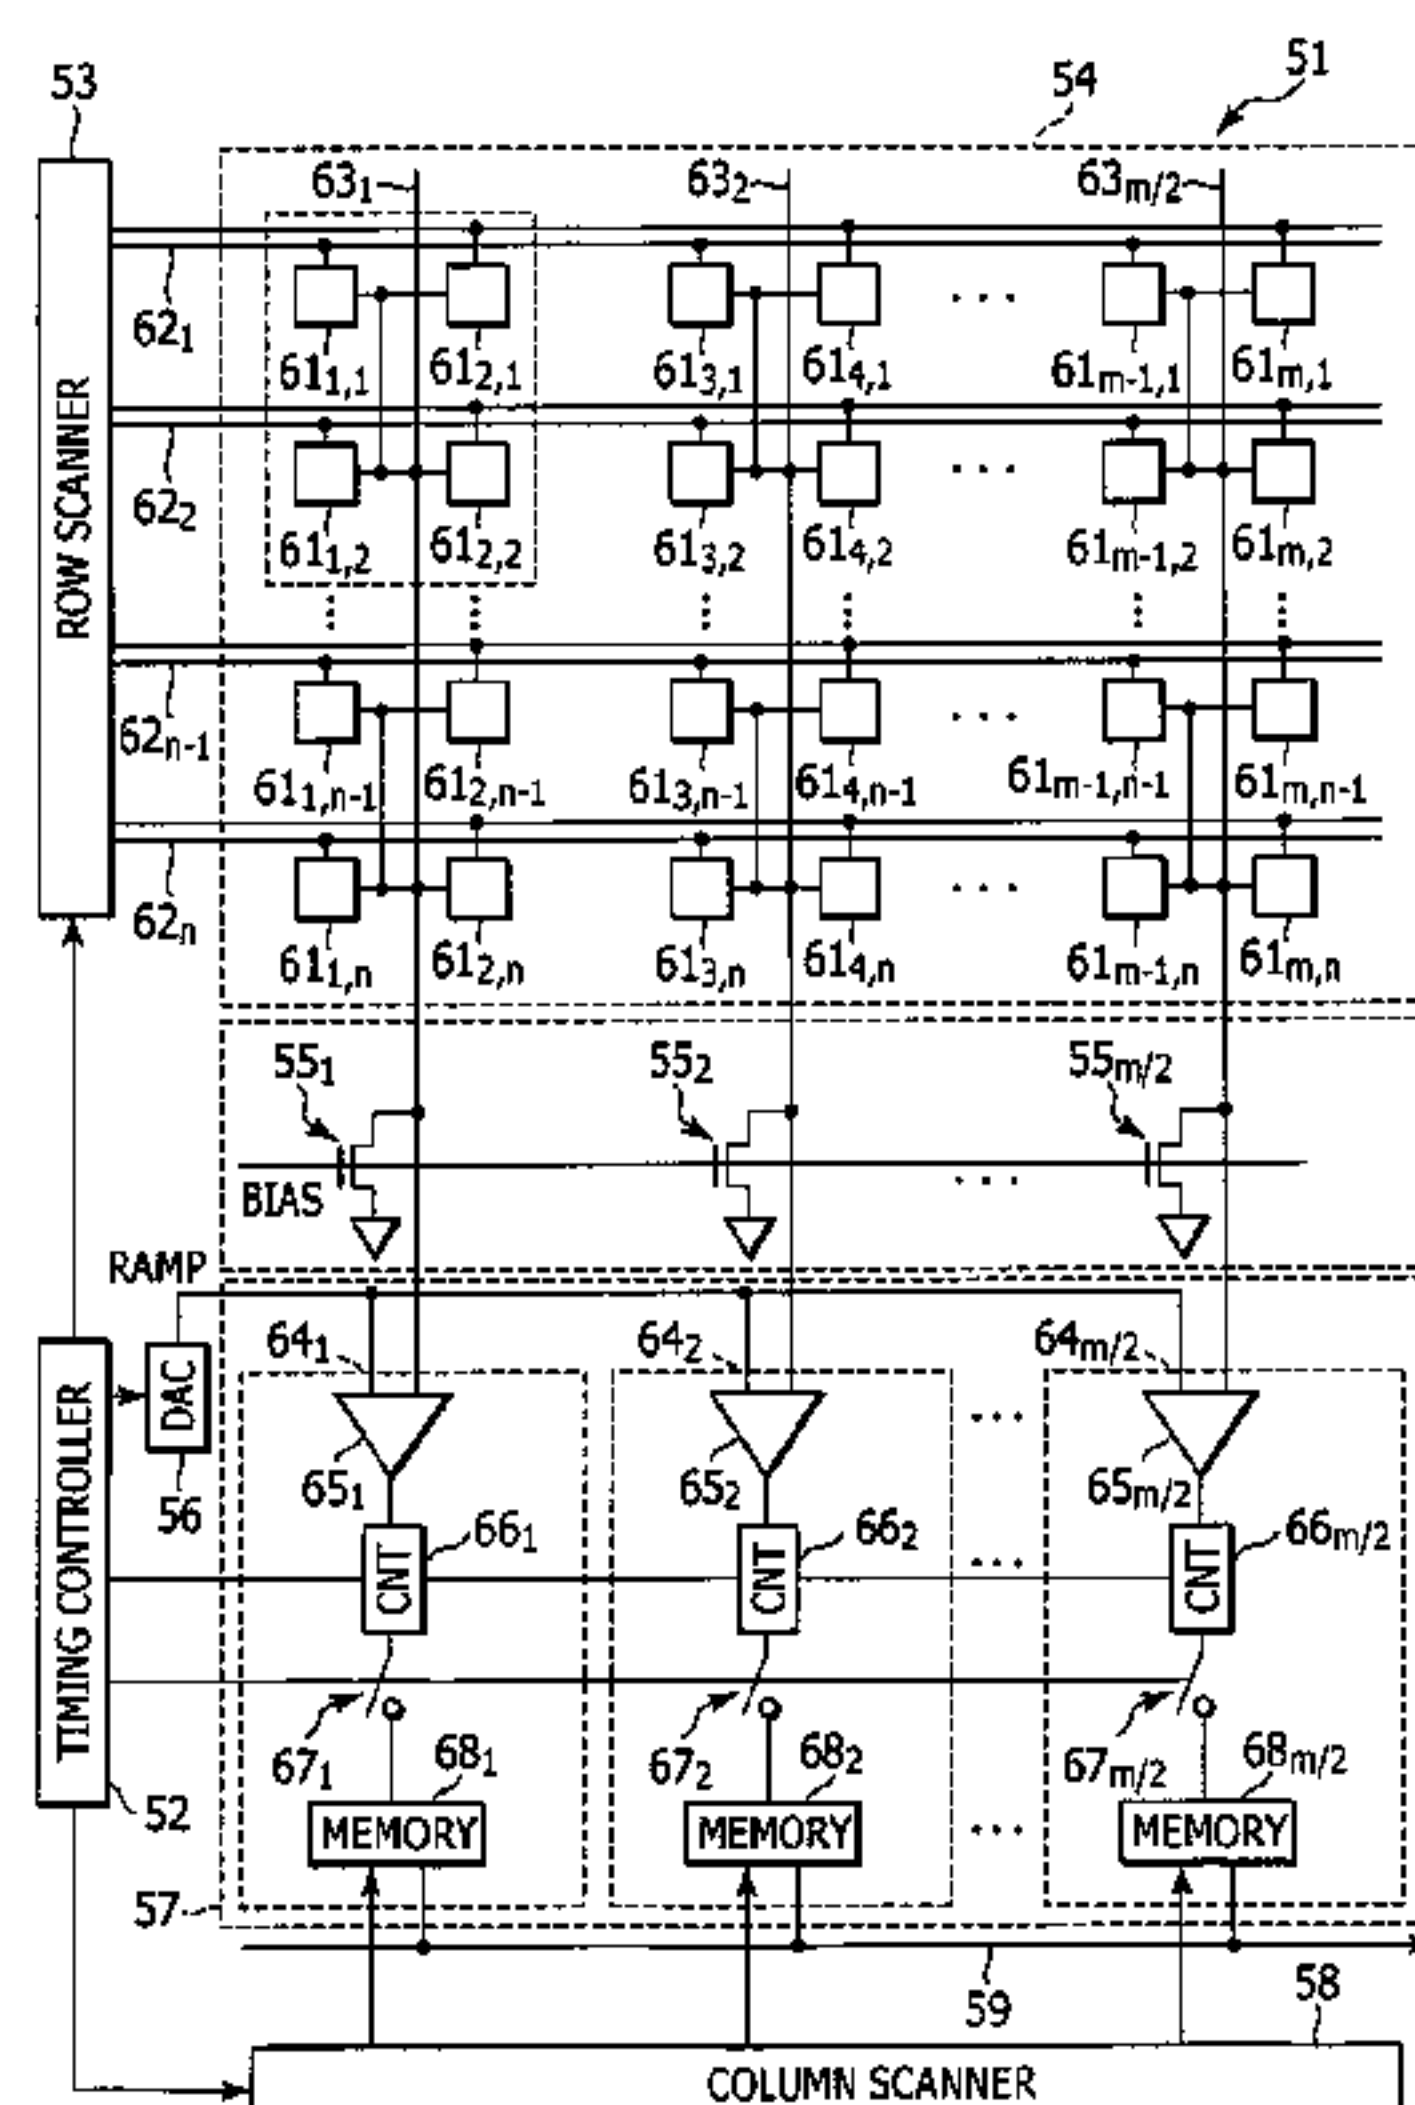 51
54
53
63₁ 63₂ 63m/2
62₁
61₁,₁ 61₂,₁ 61₃,₁ 61₄,₁ 61m-1,1 61m,1
ROW SCANNER
62₂
61₁,₂ 61₂,₂ 61₃,₂ 61₄,₂ 61m-1,2 61m,2
62n-1
61₁,n-1 61₂,n-1 61₃,n-1 61₄,n-1 61m-1,n-1 61m,n-1
62n
61₁,n 61₂,n 61₃,n 61₄,n 61m-1,n 61m,n
55₁ 55₂ 55m/2
BIAS
RAMP
64₁ 64₂ 64m/2
DAC
56
TIMING CONTROLLER
65₁ 65₂ 65m/2
66₁ 66₂ 66m/2
CNT CNT CNT
67₁ 68₁ 67₂ 68₂ 67m/2 68m/2
52
MEMORY MEMORY MEMORY
57
59
58
COLUMN SCANNER